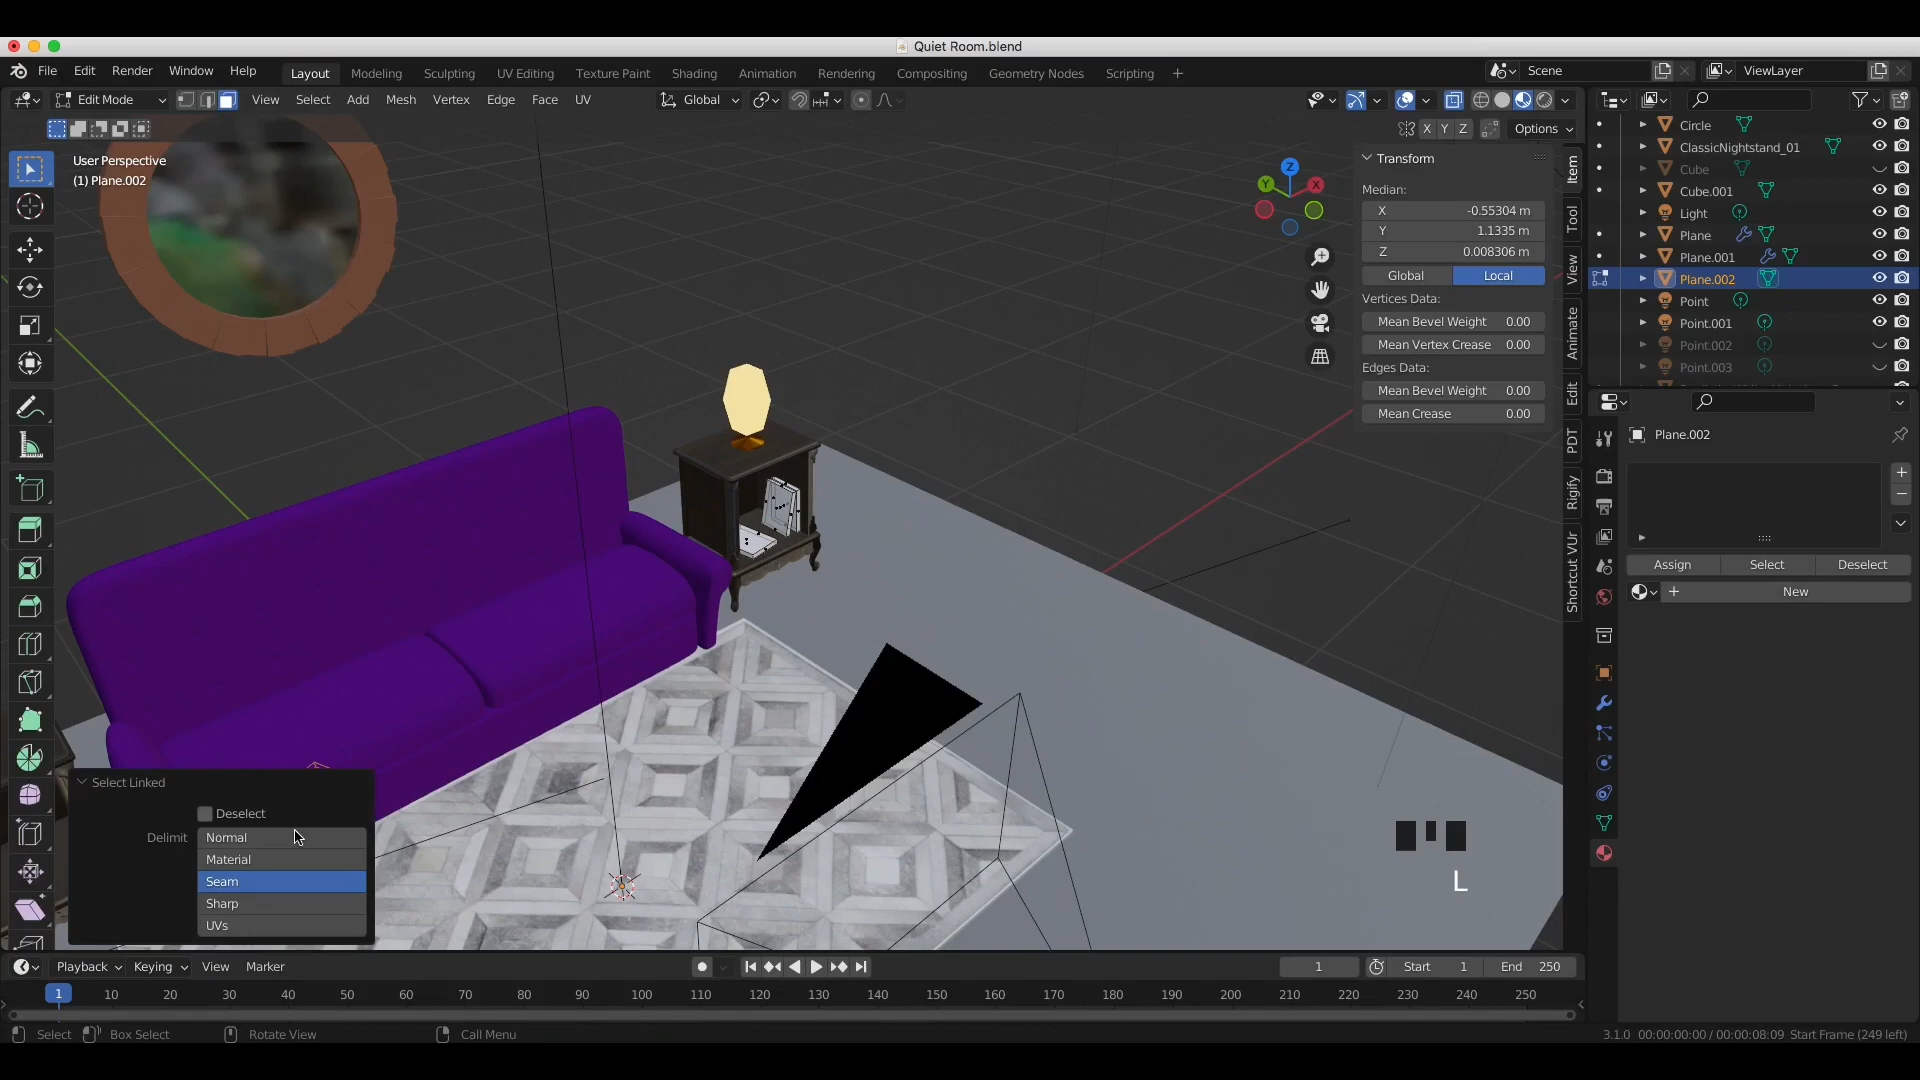 Quiet Room.blend
File Edit Render Window Help Layout Modeling Sculpting UV Editing Texture Paint Shading Animation Rendering Compositing Geometry Nodes Scripting + Scene ViewLayer
Edit Mode View Select Add Mesh Vertex Edge Face UV Global
X Y Z Options
User Perspective
(1) Plane.002
Z
Y
X
Transform
Median:
X -0.55304 m
Y 1.1335 m
Z 0.008306 m
Global Local
Vertices Data:
Mean Bevel Weight 0.00
Mean Vertex Crease 0.00
Edges Data:
Mean Bevel Weight 0.00
Mean Crease 0.00
Item
Tool
View
Animate
Edit
PDT
Rigify
Shortcut VUr
Circle
ClassicNightstand_01
Cube
Cube.001
Light
Plane
Plane.001
Plane.002
Point
Point.001
Point.002
Point.003
Plane.002
Assign Select Deselect
New
Select Linked
Deselect
Delimit Normal
Material
Seam
Sharp
UVs
L
Playback Keying View Marker 1 Start 1 End 250
1 10 20 30 40 50 60 70 80 90 100 110 120 130 140 150 160 170 180 190 200 210 220 230 240 250
Select Box Select Rotate View Call Menu 3.1.0 00:00:00:00 / 00:00:08:09 Start Frame (249 left)